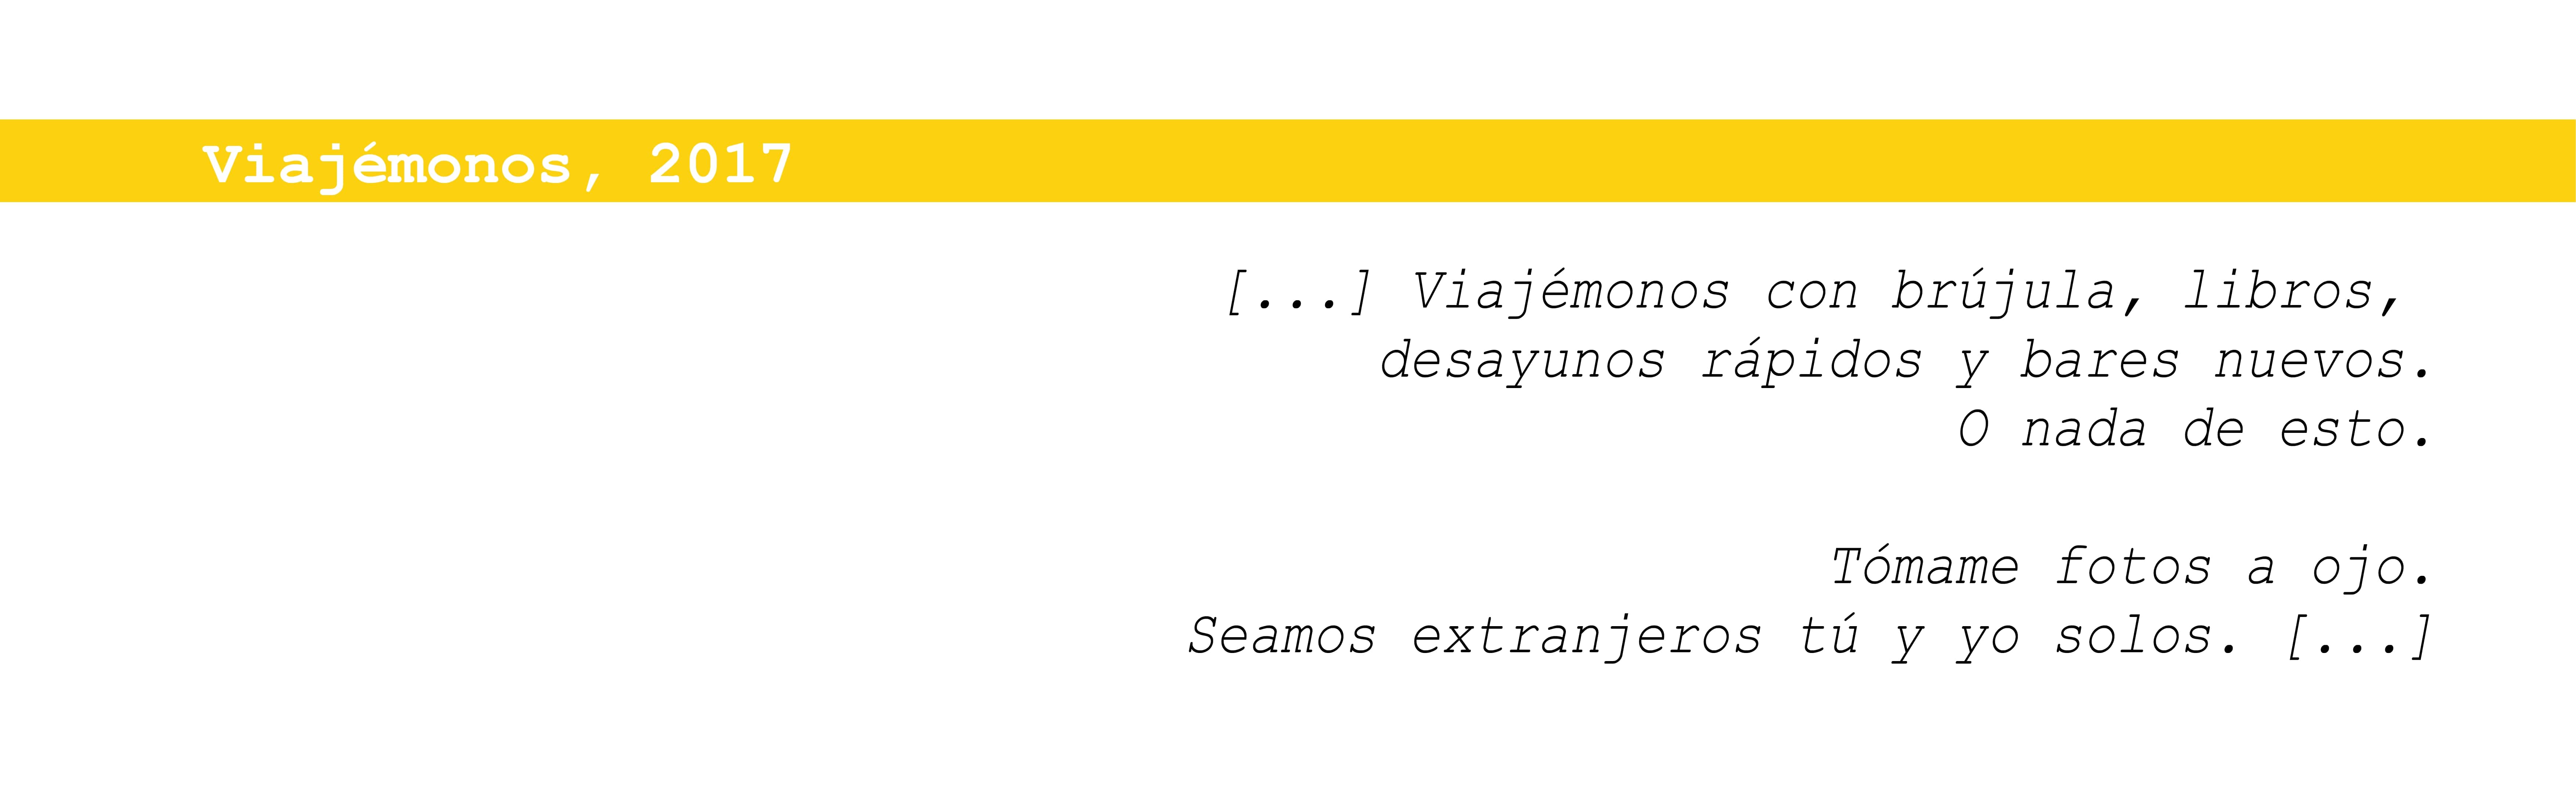 Viajémonos, 2017
[...] Viajémonos con brújula, libros,
desayunos rápidos y bares nuevos.
O nada de esto.
Tómame fotos a ojo.
Seamos extranjeros tú y yo solos. [...]